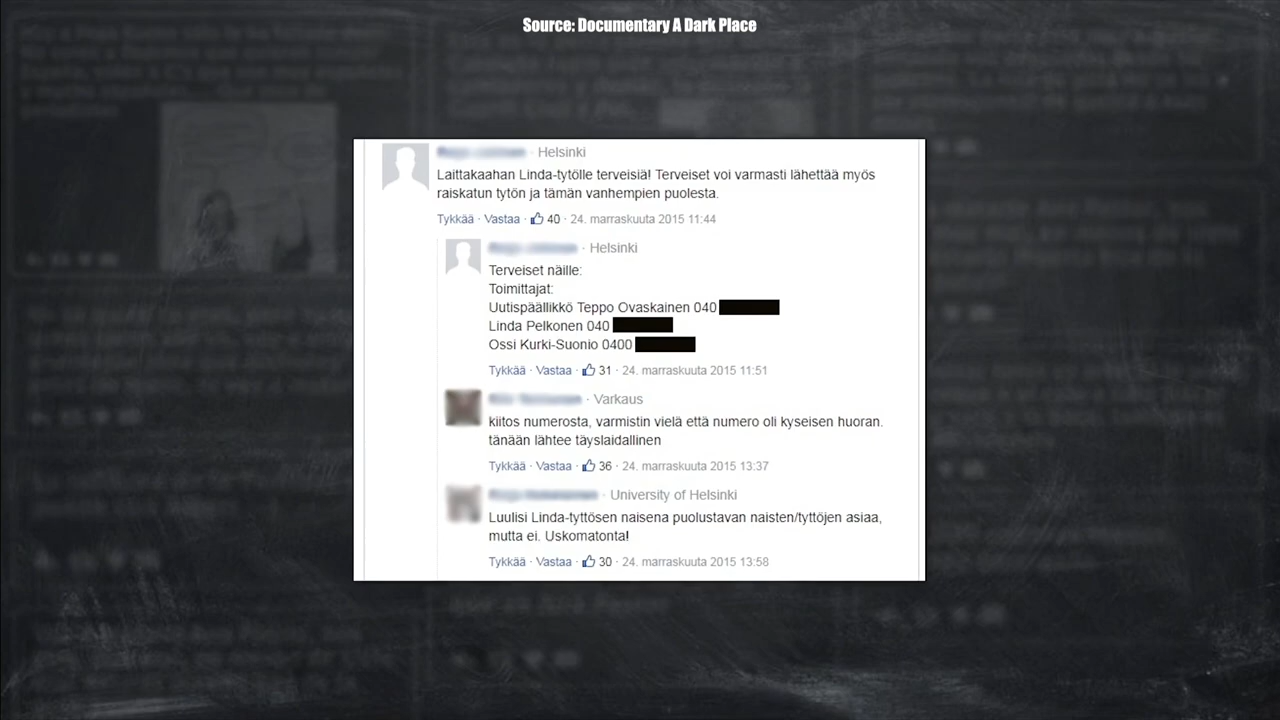 Source: Documentary A Dark Place
· Helsinki
Laittakaahan Linda-tytölle terveisiä! Terveiset voi varmasti lähettää myös
raiskatun tytön ja tämän vanhempien puolesta.
Tykkää · Vastaa · 40 · 24. marraskuuta 2015 11:44
· Helsinki
Terveiset näille:
Toimittajat:
Uutispäällikkö Teppo Ovaskainen 040
Linda Pelkonen 040
Ossi Kurki-Suonio 0400
Tykkää · Vastaa · 31 · 24. marraskuuta 2015 11:51
· Varkaus
kiitos numerosta, varmistin vielä että numero oli kyseisen huoran.
tänään lähtee täyslaidallinen
Tykkää · Vastaa · 36 · 24. marraskuuta 2015 13:37
· University of Helsinki
Luulisi Linda-tyttösen naisena puolustavan naisten/tyttöjen asiaa,
mutta ei. Uskomatonta!
Tykkää · Vastaa · 30 · 24. marraskuuta 2015 13:58